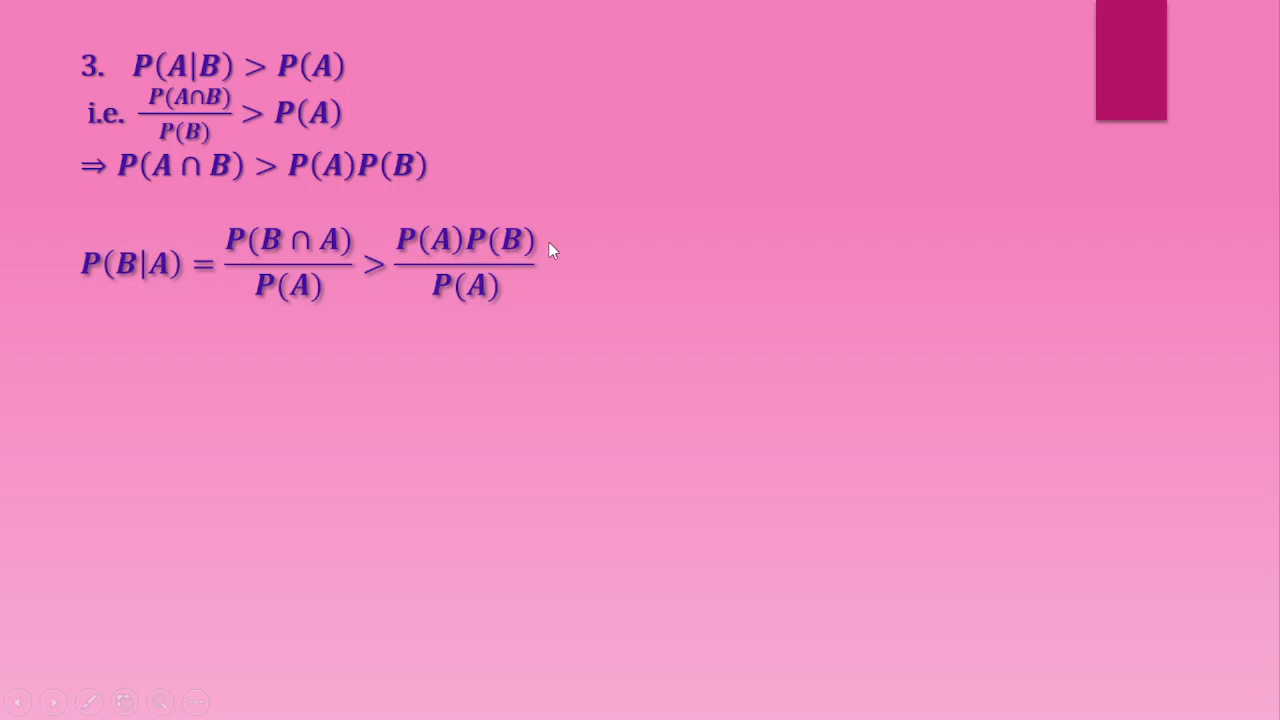 3. P(A|B) > P(A)
i.e. P(A∩B)/P(B) > P(A)
⇒ P(A ∩ B) > P(A)P(B)
P(B|A) = P(B ∩ A)/P(A) > P(A)P(B)/P(A)